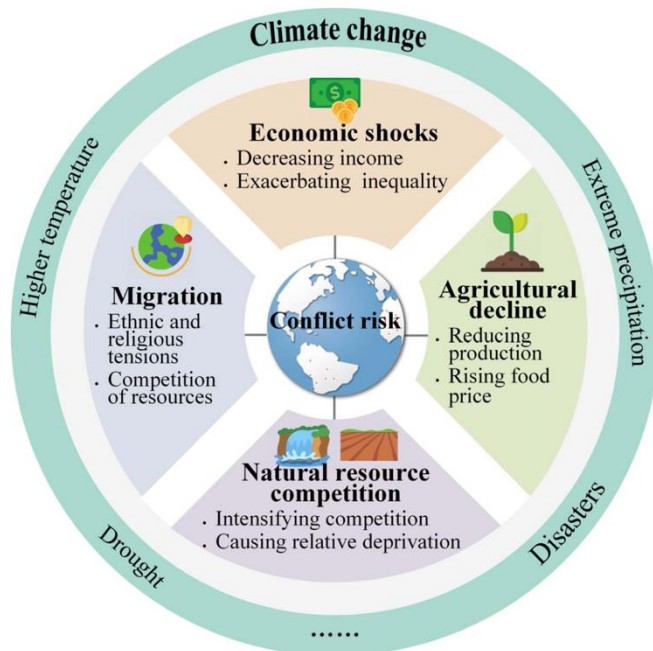 Climate change
Higher temperature
Extreme precipitation
Economic shocks
. Decreasing income
. Exacerbating inequality
Migration
. Ethnic and
religious
tensions
. Competition
of resources
Conflict risk
Agricultural
decline
. Reducing
production
. Rising food
price
Natural resource
competition
. Intensifying competition
. Causing relative deprivation
Drought
Disasters
......